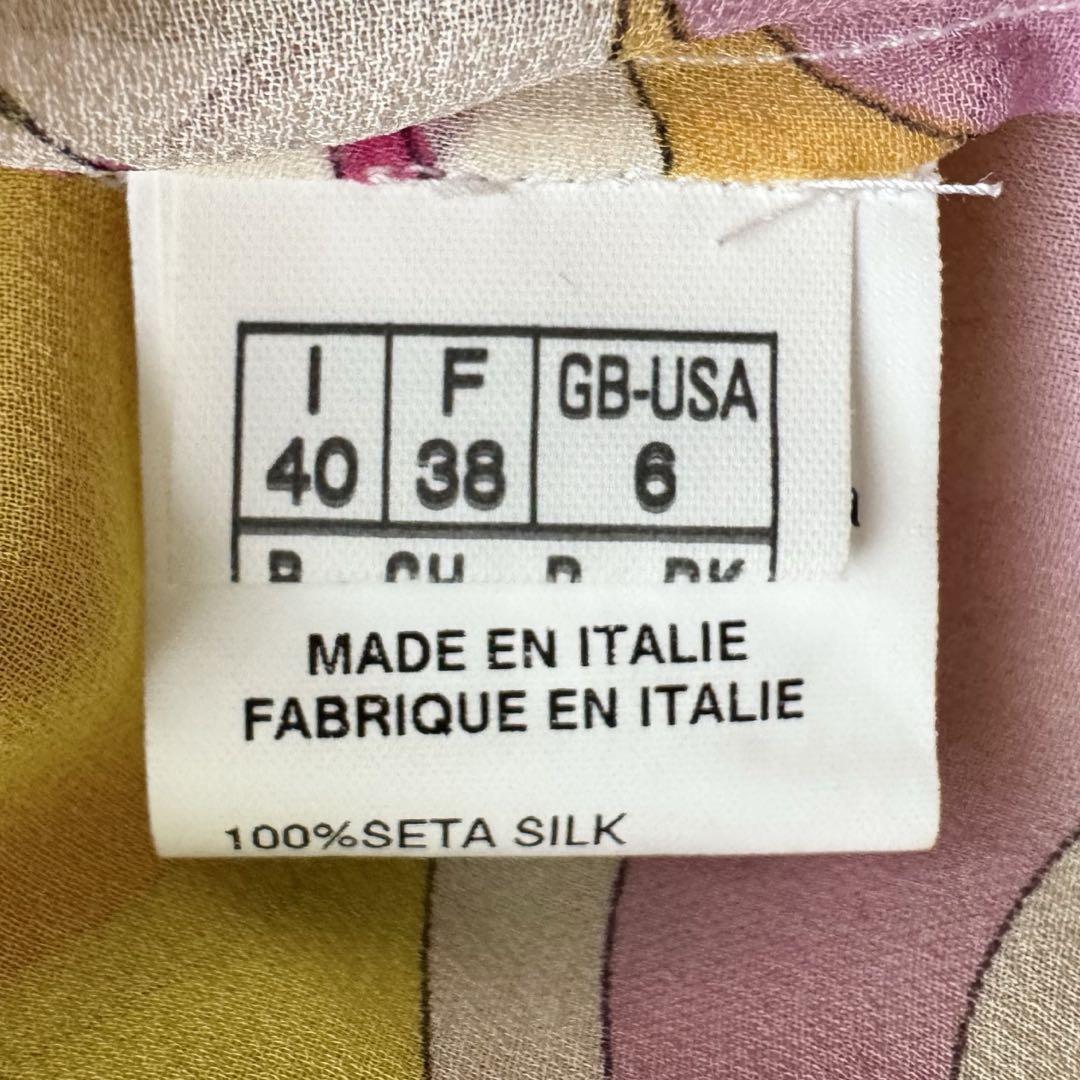 I F GB-USA
40 38 6
MADE EN ITALIE
FABRIQUE EN ITALIE
100%SETA SILK